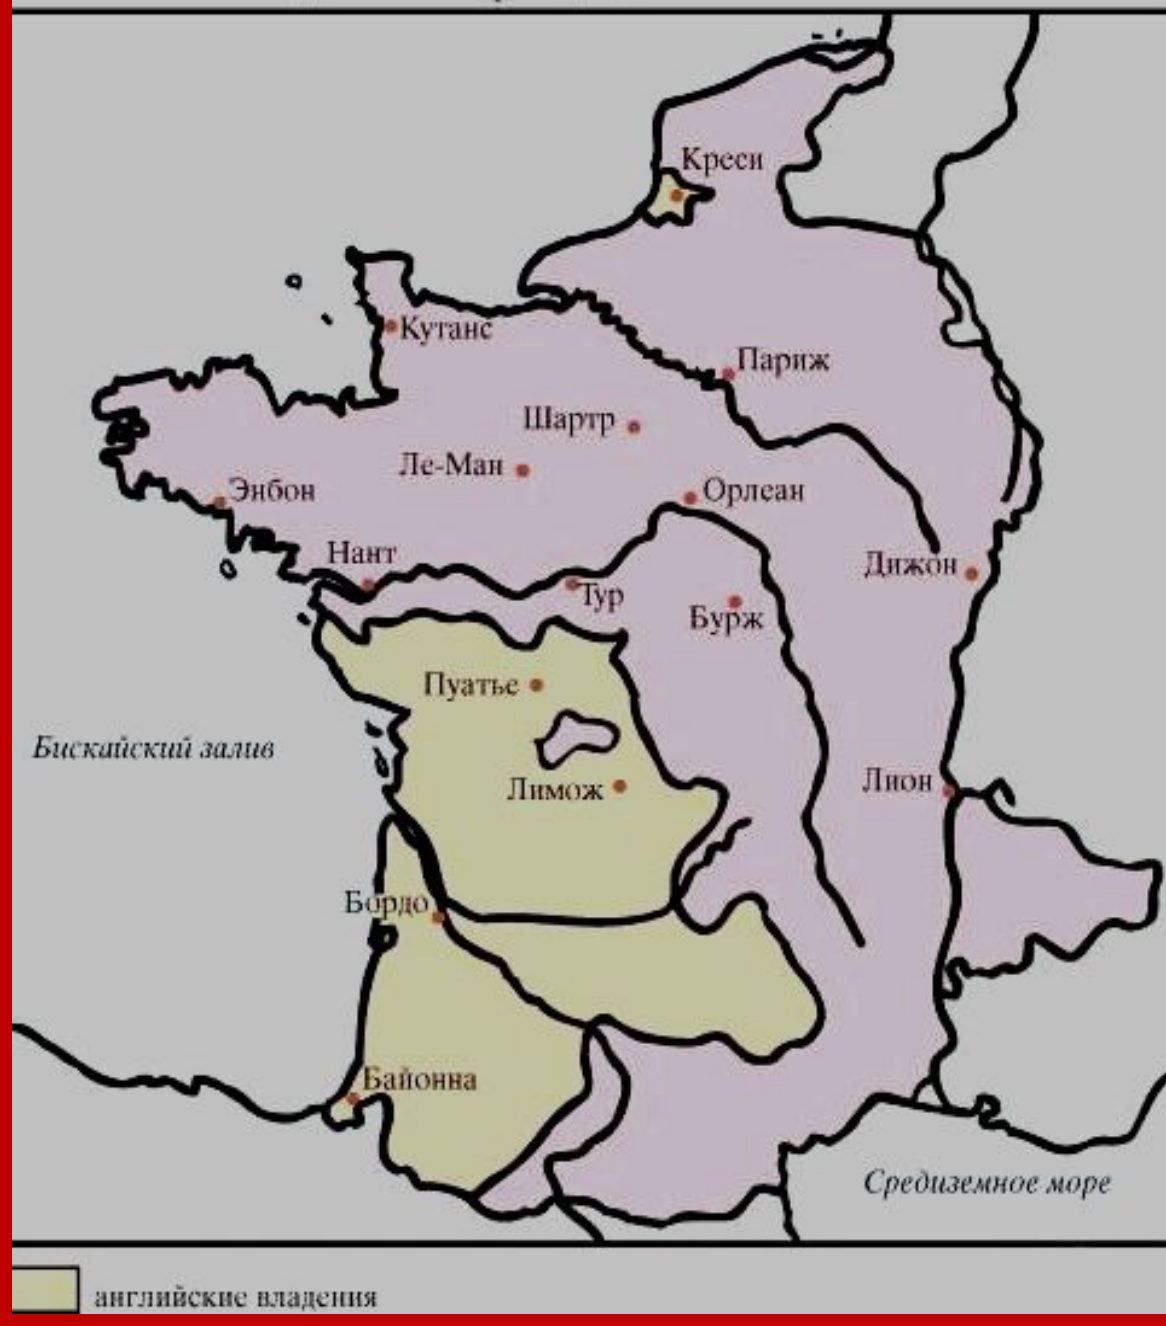 Креси
Кутанс
Париж
Шартр
Ле-Ман
Энбон
Орлеан
Нант
Дижон
Тур
Бурж
Пуатье
Бискайский залив
Лимож
Лион
Бордо
Байонна
Средиземное море
английские владения